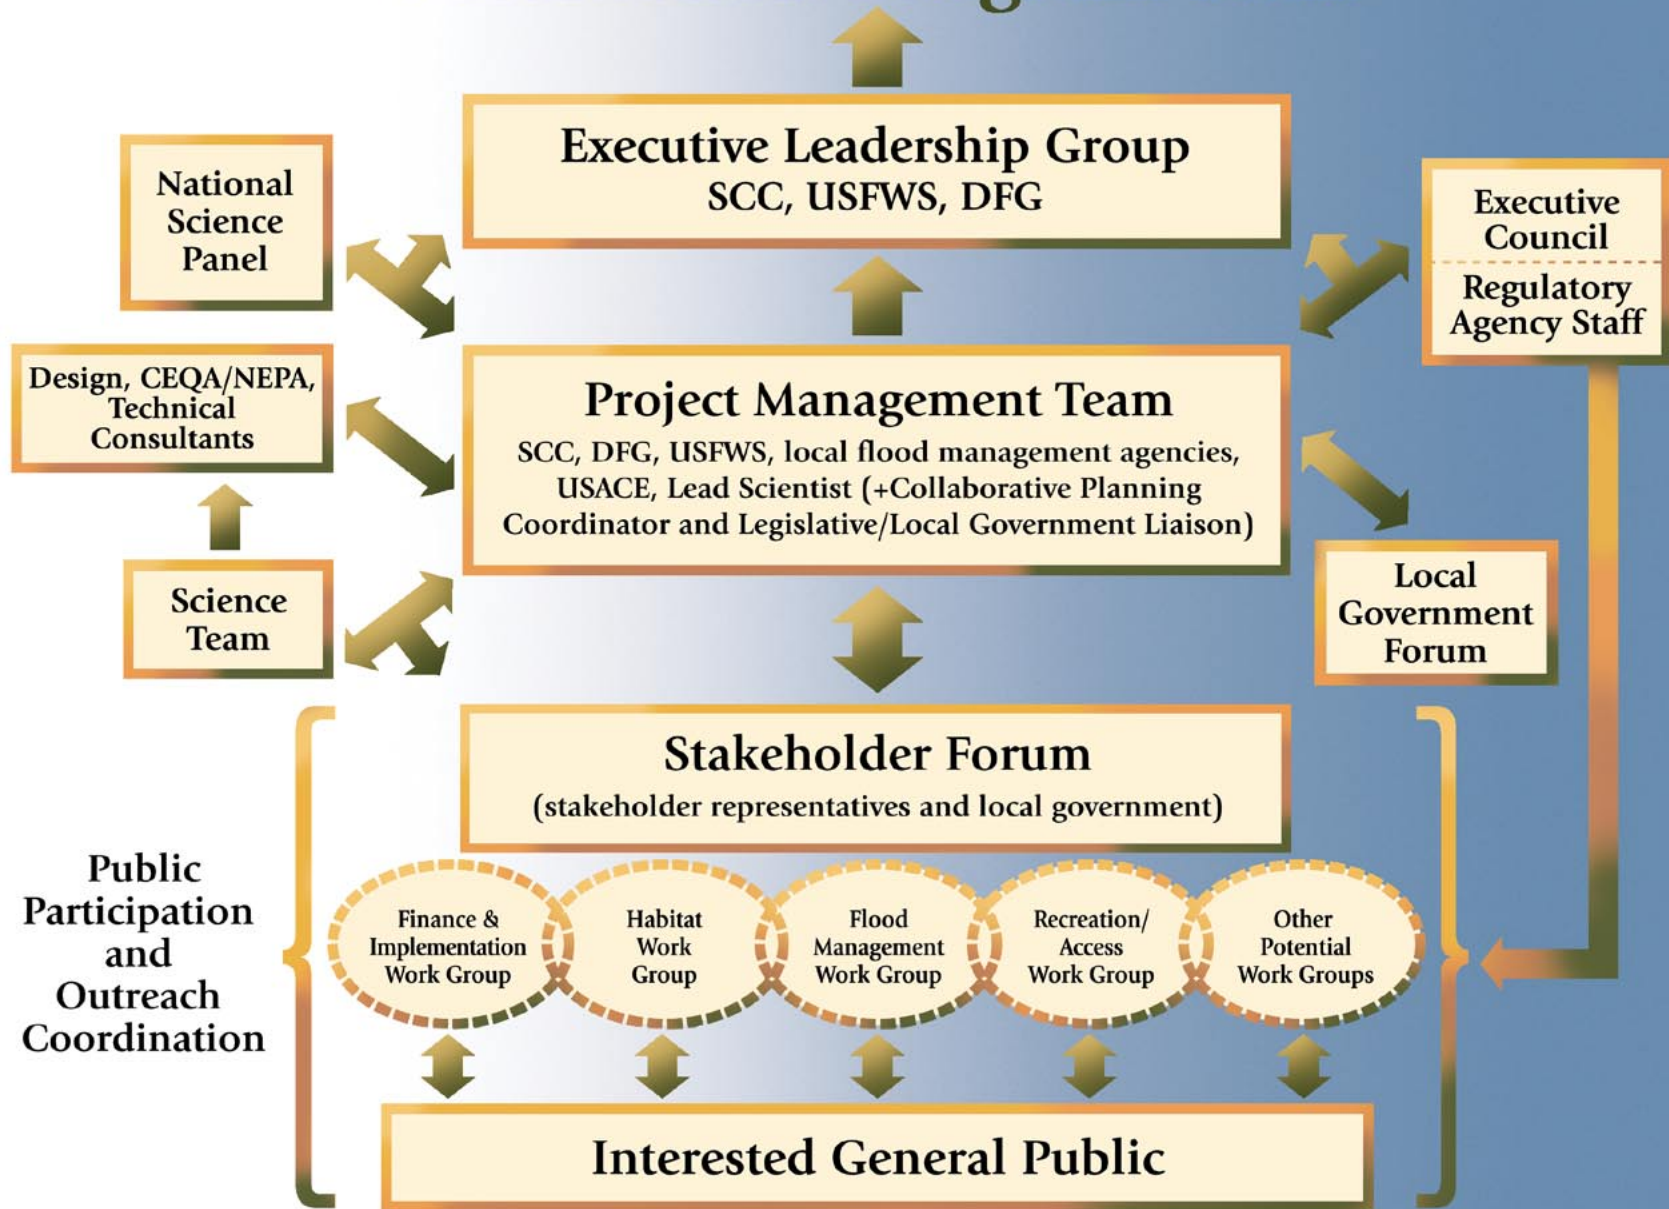 Executive Leadership Group
SCC, USFWS, DFG
National
Science
Panel
Executive
Council
Regulatory
Agency Staff
Design, CEQA/NEPA,
Technical
Consultants
Project Management Team
SCC, DFG, USFWS, local flood management agencies,
USACE, Lead Scientist (+Collaborative Planning
Coordinator and Legislative/Local Government Liaison)
Science
Team
Local
Government
Forum
Stakeholder Forum
(stakeholder representatives and local government)
Public
Participation
and
Outreach
Coordination
Finance &
Implementation
Work Group
Habitat
Work
Group
Flood
Management
Work Group
Recreation/
Access
Work Group
Other
Potential
Work Groups
Interested General Public